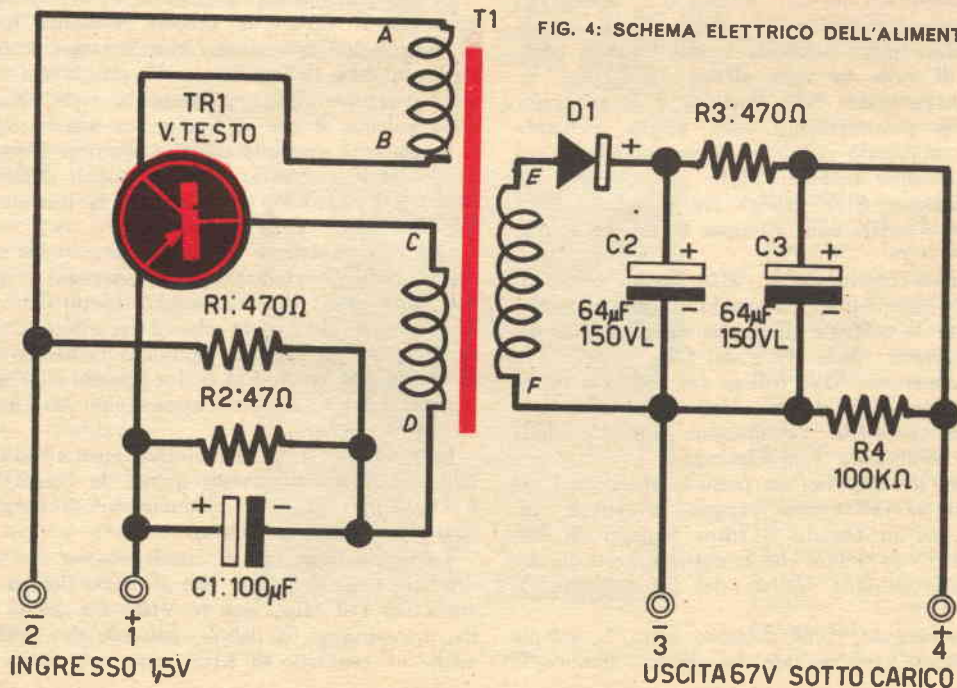 FIG. 4: SCHEMA ELETTRICO DELL'ALIMENT
T1
A
B
TR1
V. TESTO
C
D
R1: 470Ω
R2: 47Ω
+ -
C1: 100µF
D1
+
R3: 470Ω
E
F
C2
+
-
64µF
150VL
C3
+
-
64µF
150VL
R4
100KΩ
-
2
+
1
INGRESSO 1,5V
-
3
+
4
USCITA 67V SOTTO CARICO